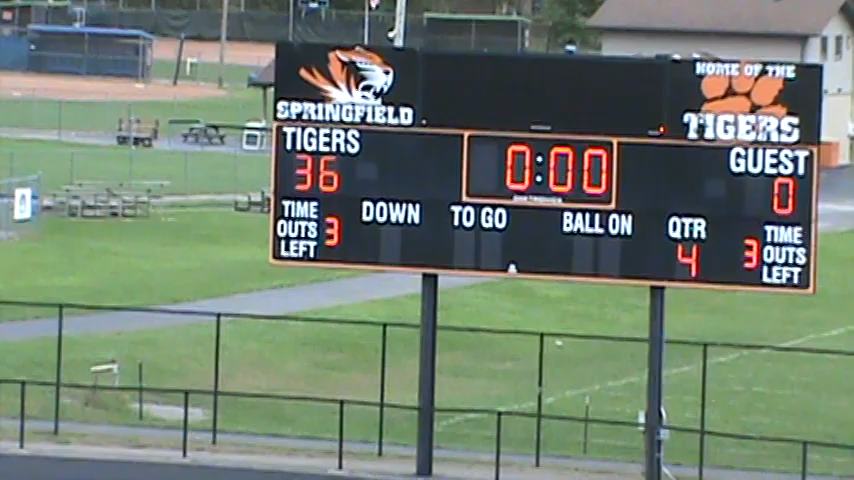 SPRINGFIELD
HOME OF THE
TIGERS
TIGERS
36
0:00
GUEST
0
TIME
OUTS
LEFT
3
DOWN
TO GO
BALL ON
QTR
4
3
TIME
OUTS
LEFT